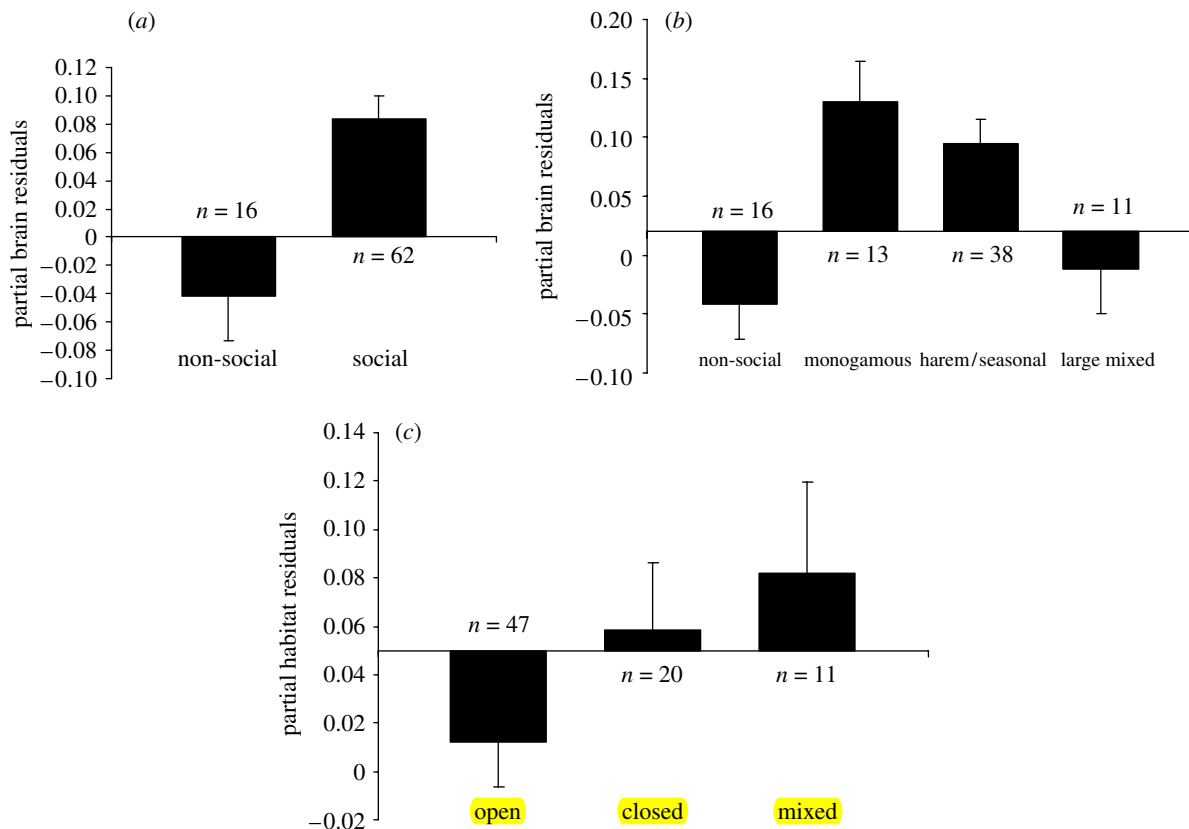 (a)
partial brain residuals
0.12
0.10
0.08
0.06
0.04
0.02
0
−0.02
−0.04
−0.06
−0.08
−0.10
n = 16
n = 62
non-social social
(b)
partial brain residuals
0.20
0.15
0.10
0.05
0
−0.05
−0.10
n = 16
n = 13
n = 38
n = 11
non-social monogamous harem/seasonal large mixed
(c)
partial habitat residuals
0.14
0.12
0.10
0.08
0.06
0.04
0.02
0
−0.02
n = 47
n = 20
n = 11
open closed mixed